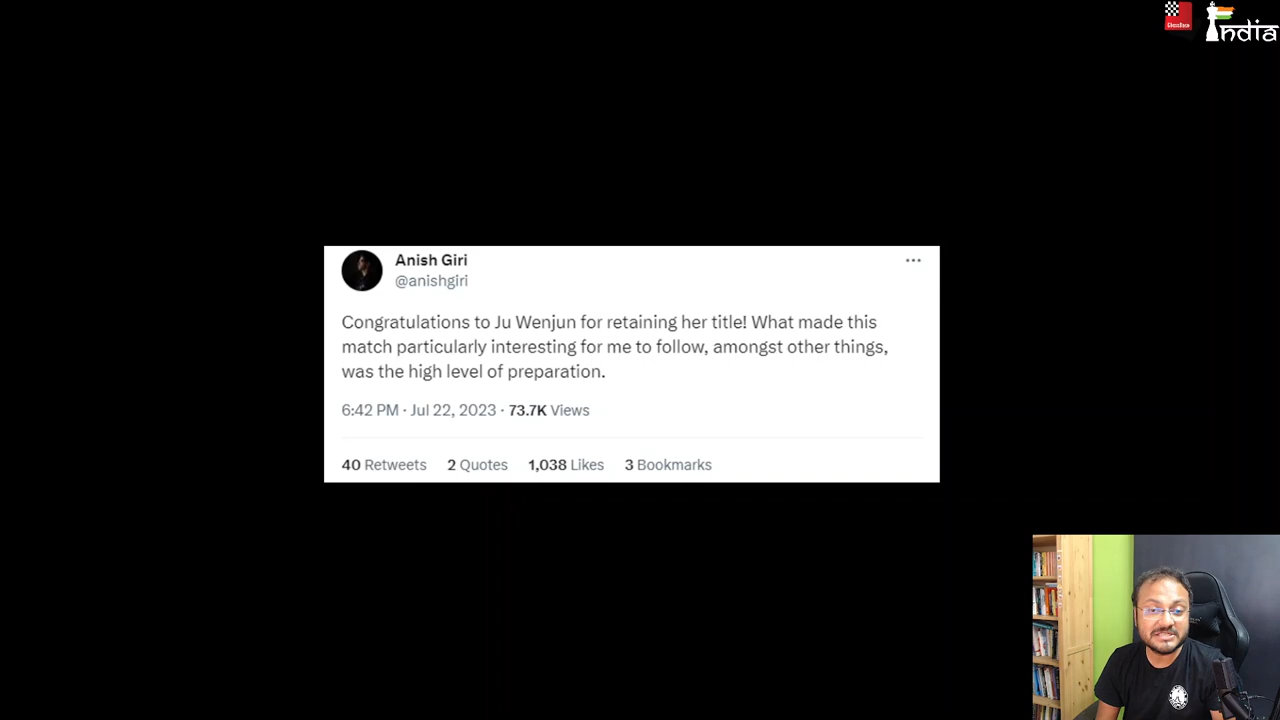 ChessBase
India
Anish Giri
@anishgiri
Congratulations to Ju Wenjun for retaining her title! What made this
match particularly interesting for me to follow, amongst other things,
was the high level of preparation.
6:42 PM · Jul 22, 2023 · 73.7K Views
40 Retweets 2 Quotes 1,038 Likes 3 Bookmarks